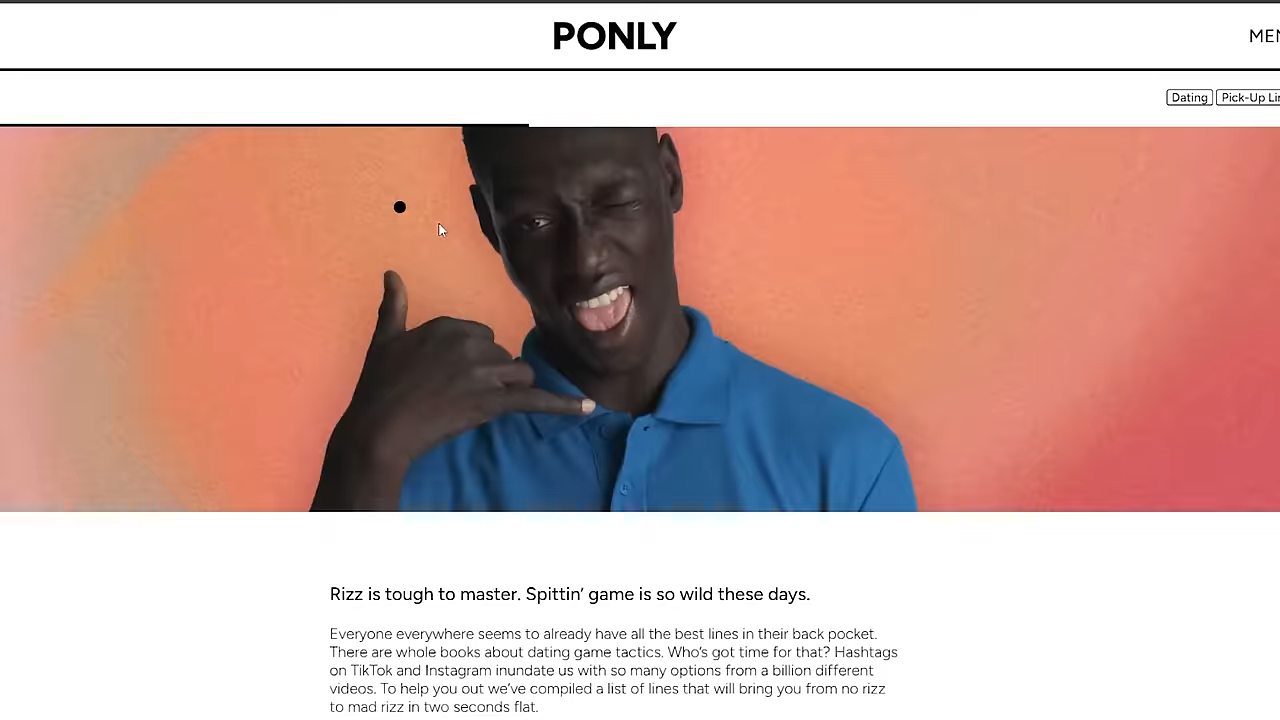 PONLY
Dating
Rizz is tough to master. Spittin’ game is so wild these days.
Everyone everywhere seems to already have all the best lines in their back pocket.
There are whole books about dating game tactics. Who’s got time for that? Hashtags
on TikTok and Instagram inundate us with so many options from a billion different
videos. To help you out we’ve compiled a list of lines that will bring you from no rizz
to mad rizz in two seconds flat.